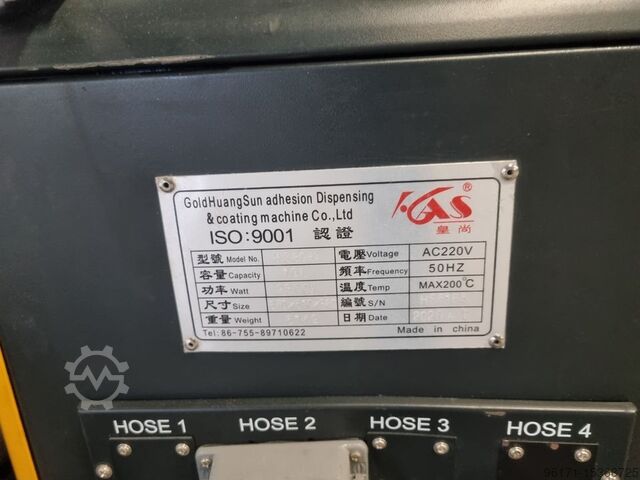 GoldHuangSun adhesion Dispensing
& coating machine Co.,Ltd
ISO:9001 認證
KAS ®
皇尚
型號 Model No. 電壓 Voltage AC220V
容量 Capacity 頻率 Frequency 50HZ
功率 Watt 温度 Temp MAX200℃
尺寸 Size 編號 S/N
重量 Weight 日期 Date
Tel:86-755-89710622 Made in china
HOSE 1 HOSE 2 HOSE 3 HOSE 4